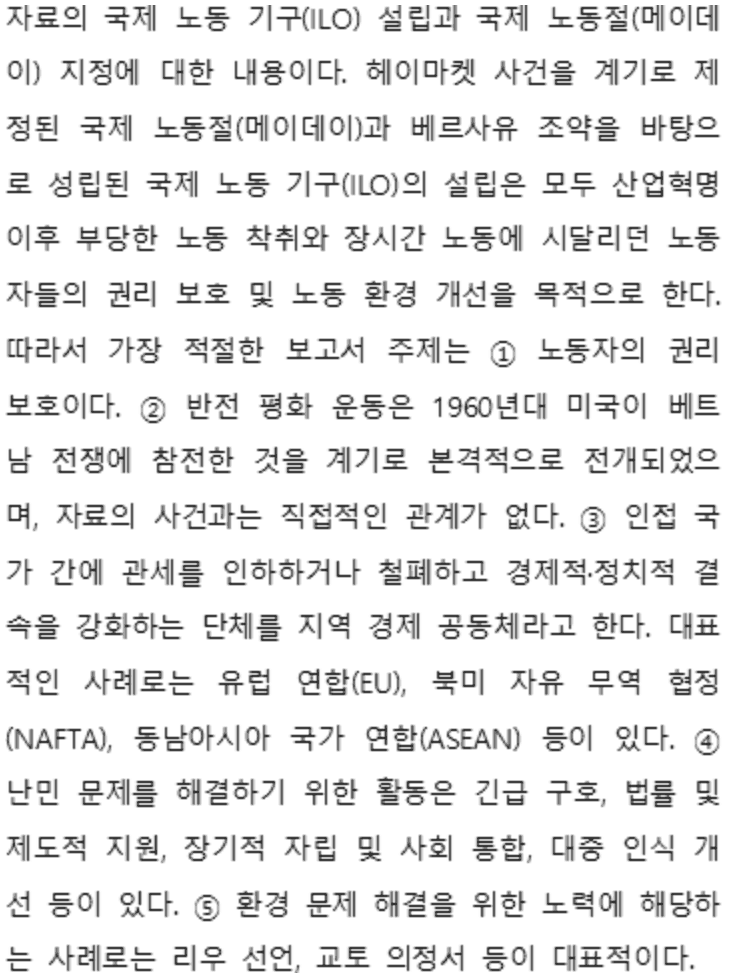 자료의 국제 노동 기구(ILO) 설립과 국제 노동절(메이데
이) 지정에 대한 내용이다. 헤이마켓 사건을 계기로 제
정된 국제 노동절(메이데이)과 베르사유 조약을 바탕으
로 성립된 국제 노동 기구(ILO)의 설립은 모두 산업혁명
이후 부당한 노동 착취와 장시간 노동에 시달리던 노동
자들의 권리 보호 및 노동 환경 개선을 목적으로 한다.
따라서 가장 적절한 보고서 주제는 ① 노동자의 권리
보호이다. ② 반전 평화 운동은 1960년대 미국이 베트
남 전쟁에 참전한 것을 계기로 본격적으로 전개되었으
며, 자료의 사건과는 직접적인 관계가 없다. ③ 인접 국
가 간에 관세를 인하하거나 철폐하고 경제적·정치적 결
속을 강화하는 단체를 지역 경제 공동체라고 한다. 대표
적인 사례로는 유럽 연합(EU), 북미 자유 무역 협정
(NAFTA), 동남아시아 국가 연합(ASEAN) 등이 있다. ④
난민 문제를 해결하기 위한 활동은 긴급 구호, 법률 및
제도적 지원, 장기적 자립 및 사회 통합, 대중 인식 개
선 등이 있다. ⑤ 환경 문제 해결을 위한 노력에 해당하
는 사례로는 리우 선언, 교토 의정서 등이 대표적이다.